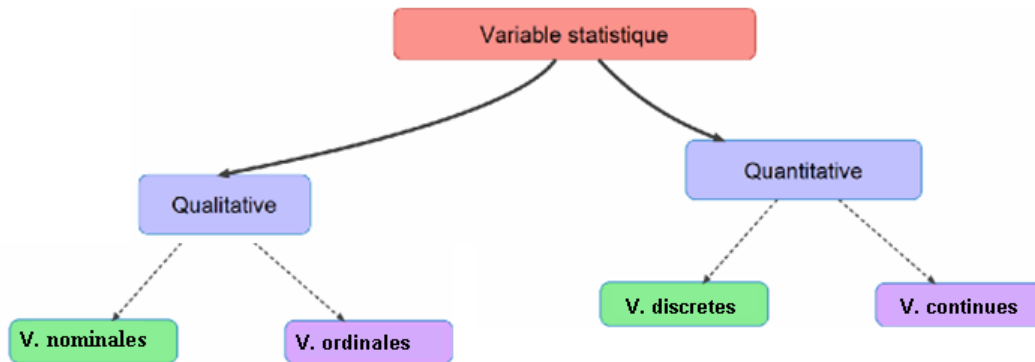 Variable statistique
Quantitative
Qualitative
V. discretes
V. continues
V. nominales
V. ordinales